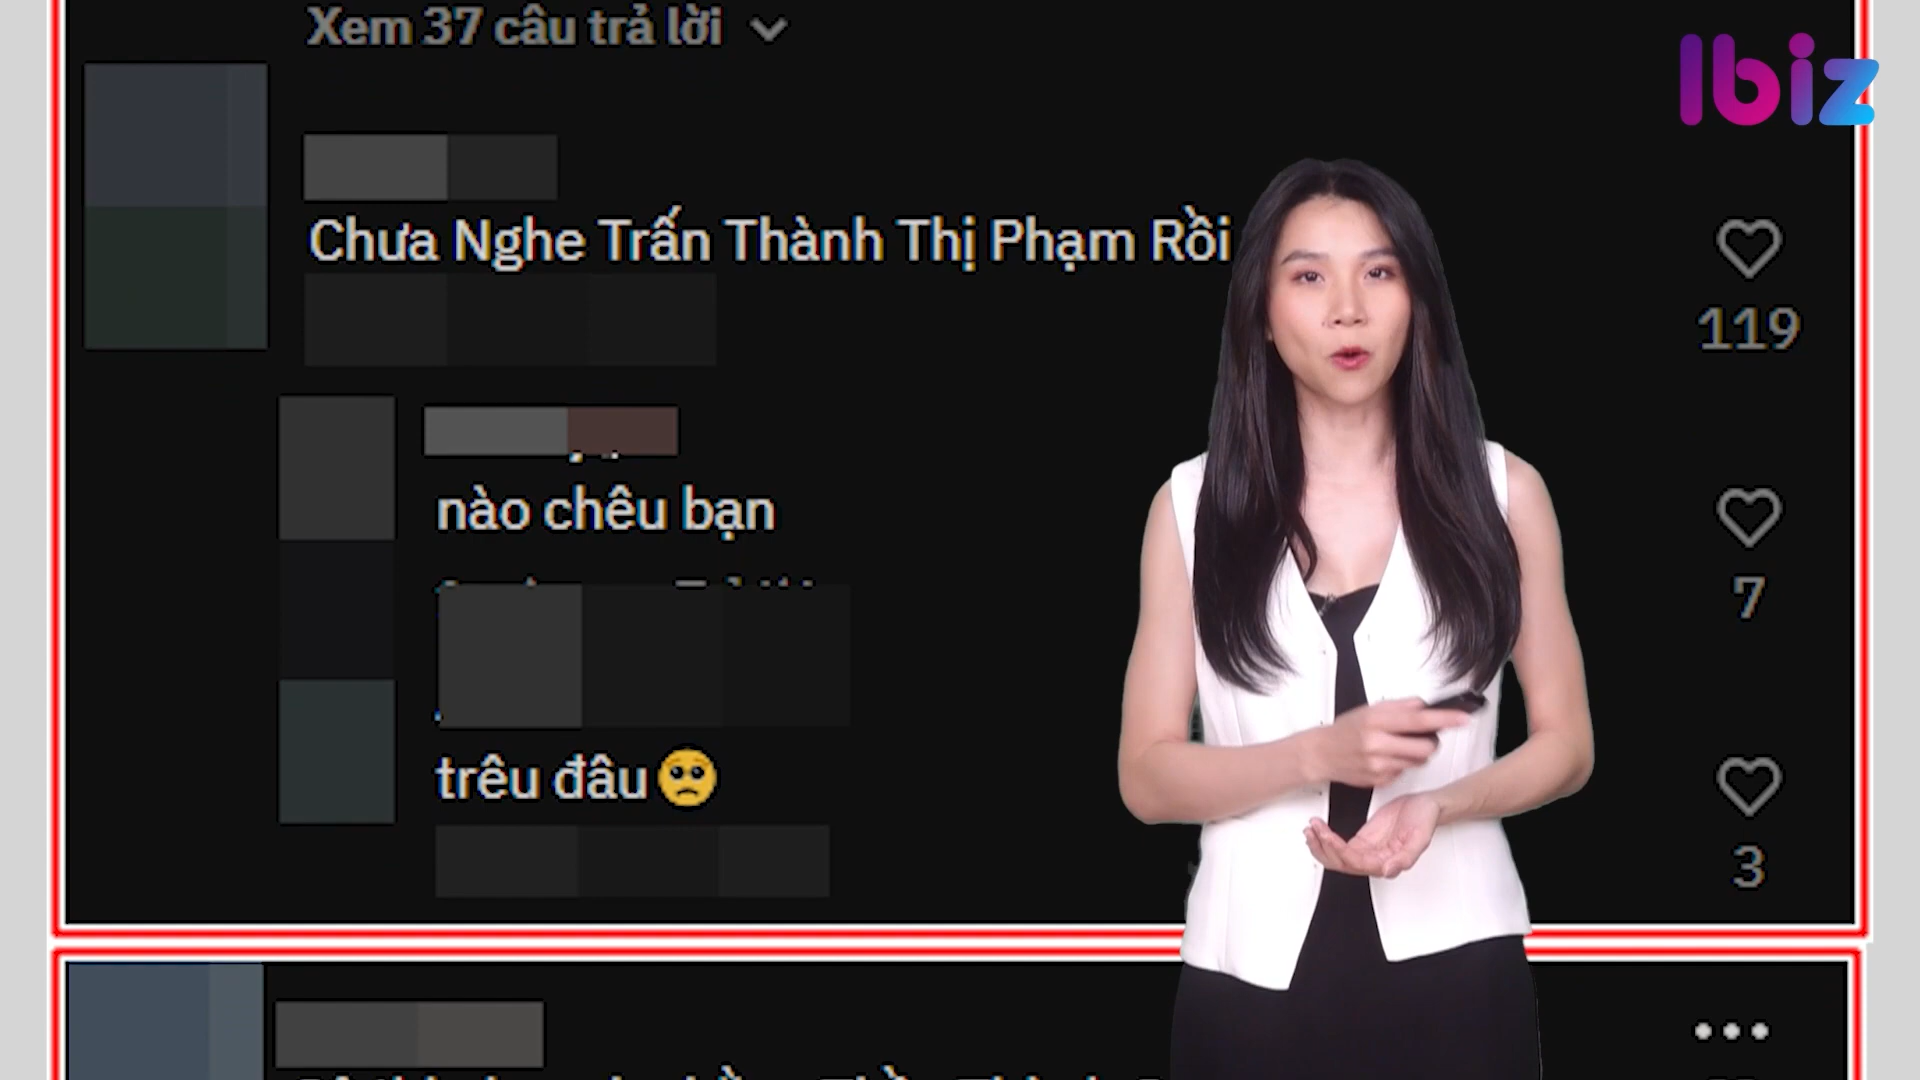 Xem 37 câu trả lời
Ibiz
Chưa Nghe Trấn Thành Thị Phạm Rồi
119
nào chêu bạn
7
trêu đâu🥺
3